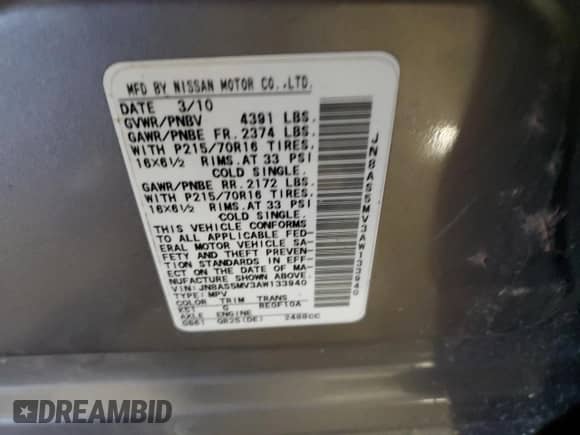 MFD BY NISSAN MOTOR CO.,LTD.
DATE 3/10
GVWR/PNBV 4391 LBS.
GAWR/PNBE FR. 2374 LBS.
WITH P215/70R16 TIRES,
16X6½ RIMS, AT 33 PSI
COLD SINGLE.
GAWR/PNBE RR. 2172 LBS.
WITH P215/70R16 TIRES,
16X6½ RIMS, AT 33 PSI
COLD SINGLE.
THIS VEHICLE CONFORMS
TO ALL APPLICABLE FED-
ERAL MOTOR VEHICLE SA-
FETY AND THEFT PREVEN-
TION STANDARDS IN EFF-
ECT ON THE DATE OF MA-
NUFACTURE SHOWN ABOVE.
VIN: JN8AS5MV3AW133940
TYPE: MPV
COLOR TRIM TRANS
G RE0F10A
AXLE ENGINE
QR25(DE) 2488CC
JN8AS5MV3AW133940
DREAMBID